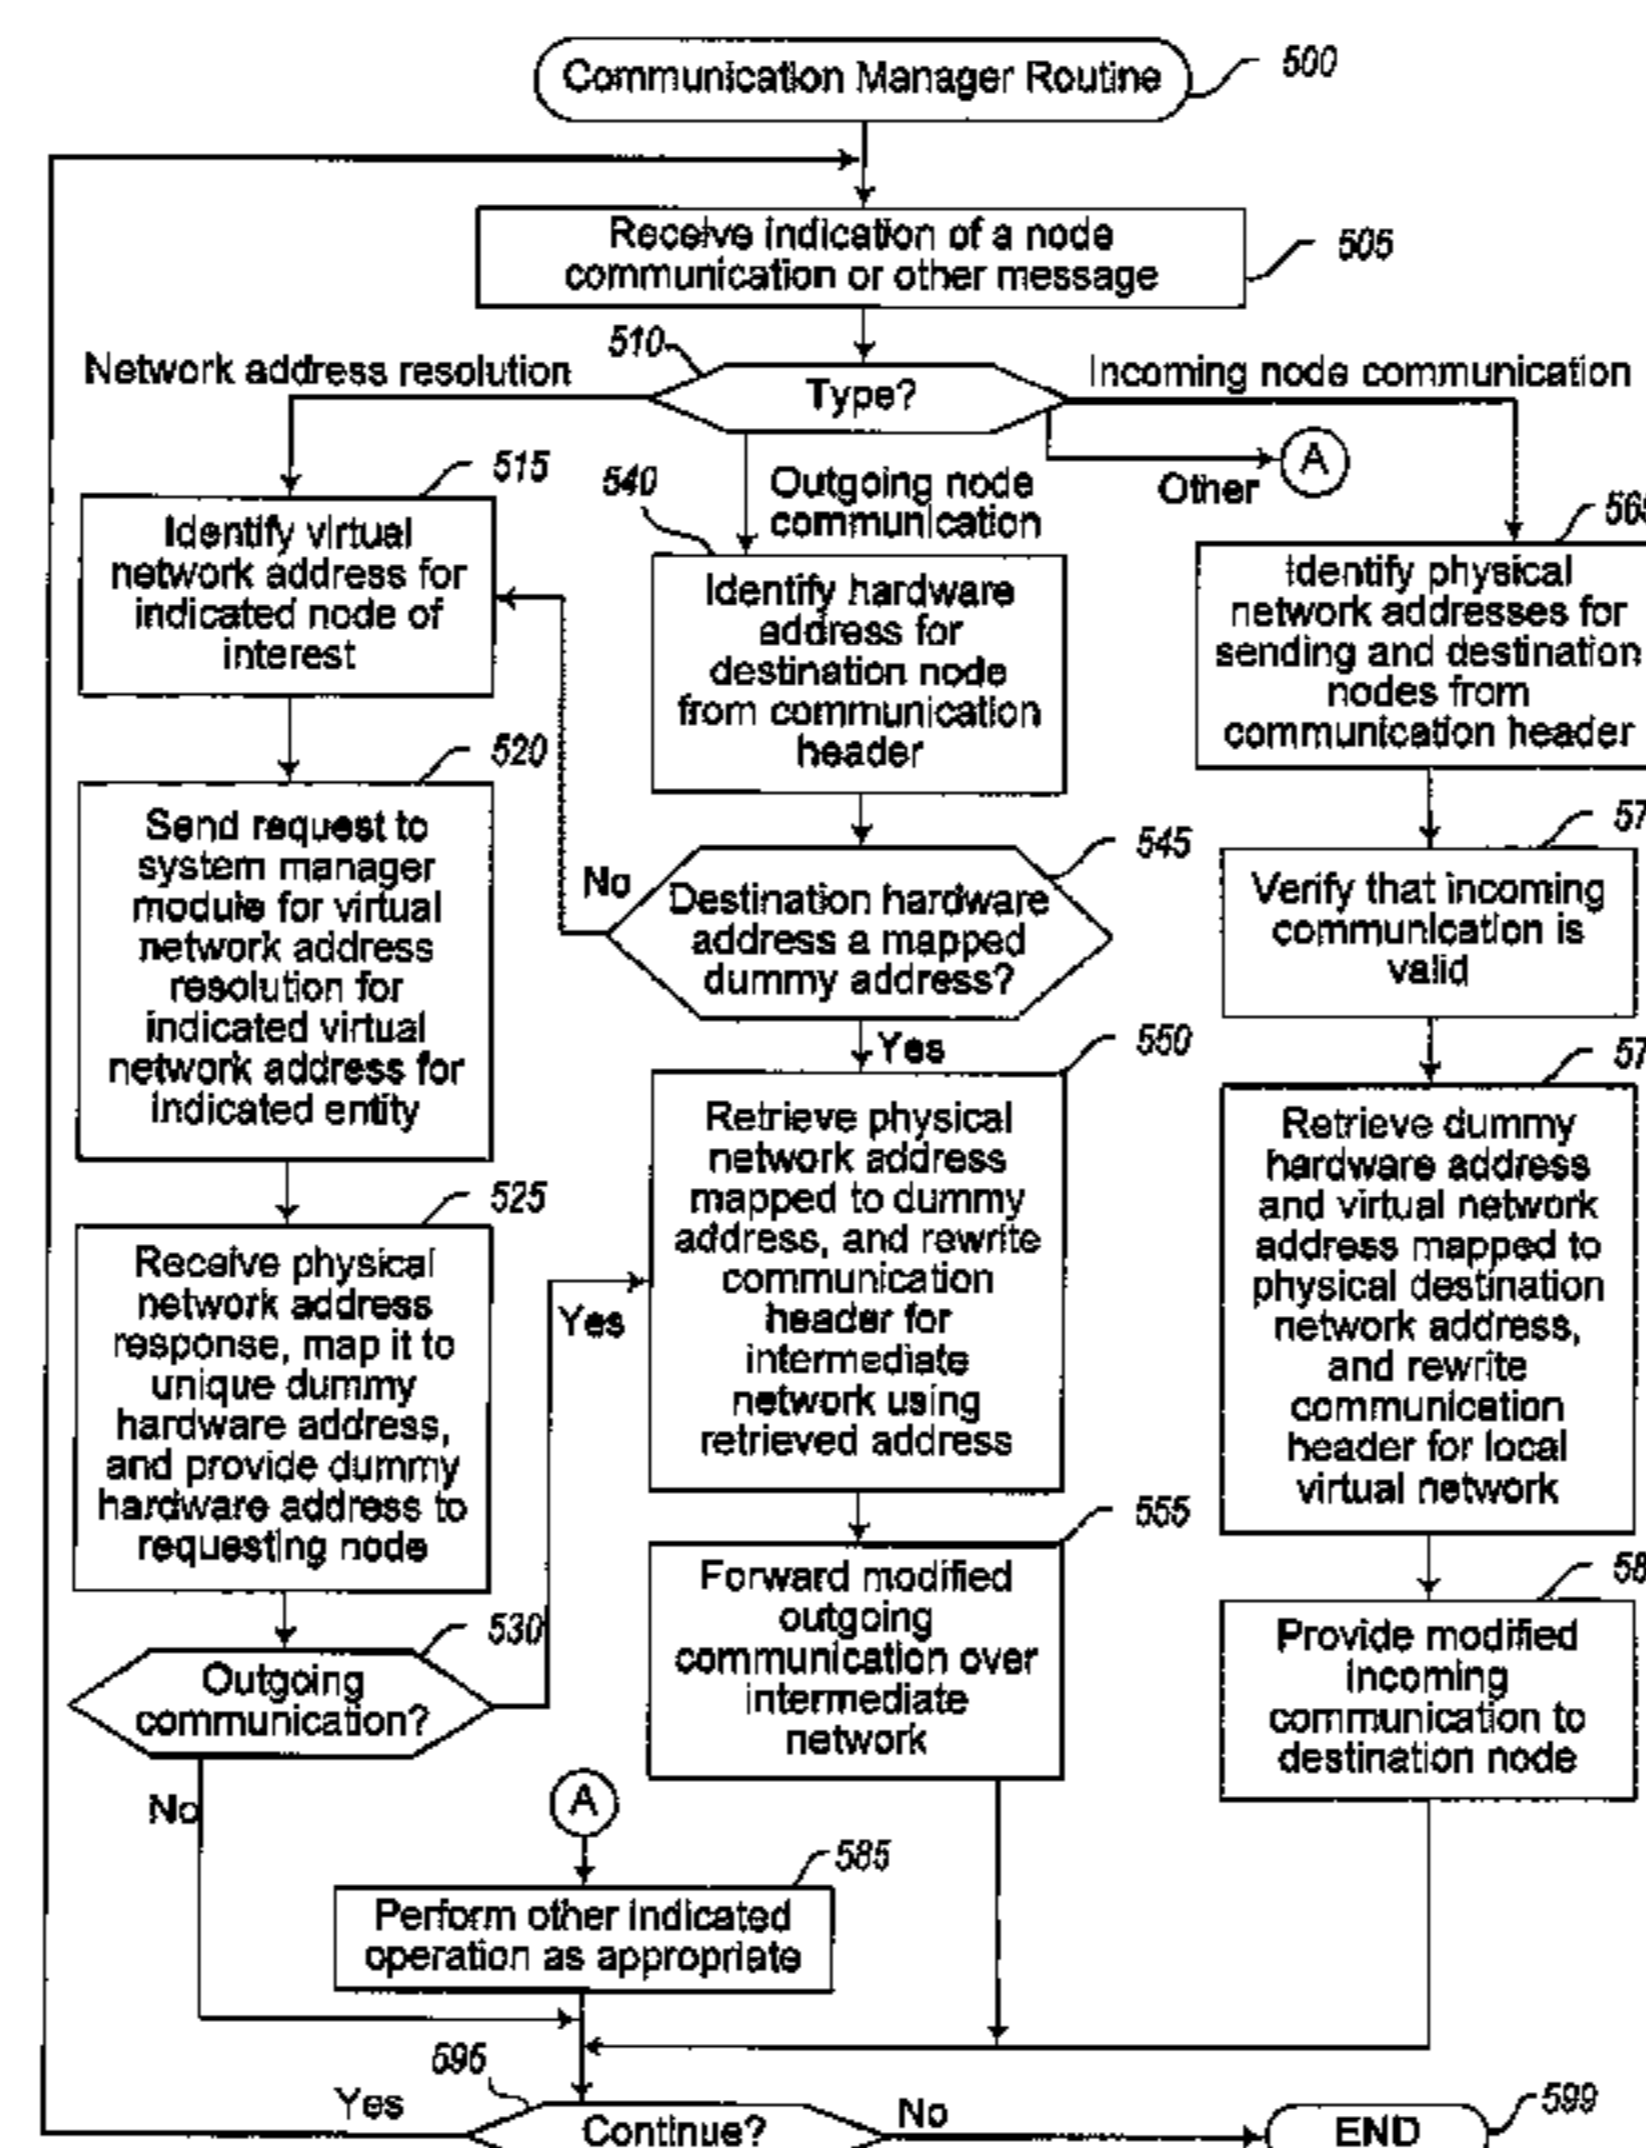 Communication Manager Routine
500
Receive indication of a node
communication or other message
505
510
Network address resolution
Type?
Incoming node communication
Other
A
515
Identify virtual
network address for
indicated node of
interest
540
Outgoing node
communication
Identify hardware
address for
destination node
from communication
header
Identify physical
network addresses for
sending and destination
nodes from
communication header
520
Send request to
system manager
module for virtual
network address
resolution for
indicated virtual
network address for
indicated entity
No
545
Destination hardware
address a mapped
dummy address?
Yes
57
Verify that incoming
communication is
valid
525
Receive physical
network address
response, map it to
unique dummy
hardware address,
and provide dummy
hardware address to
requesting node
Yes
550
Retrieve physical
network address
mapped to dummy
address, and rewrite
communication
header for
intermediate
network using
retrieved address
57
Retrieve dummy
hardware address
and virtual network
address mapped to
physical destination
network address,
and rewrite
communication
header for local
virtual network
530
Outgoing
communication?
No
555
Forward modified
outgoing
communication over
intermediate
network
58
Provide modified
incoming
communication to
destination node
A
585
Perform other indicated
operation as appropriate
595
Yes
Continue?
No
END
599